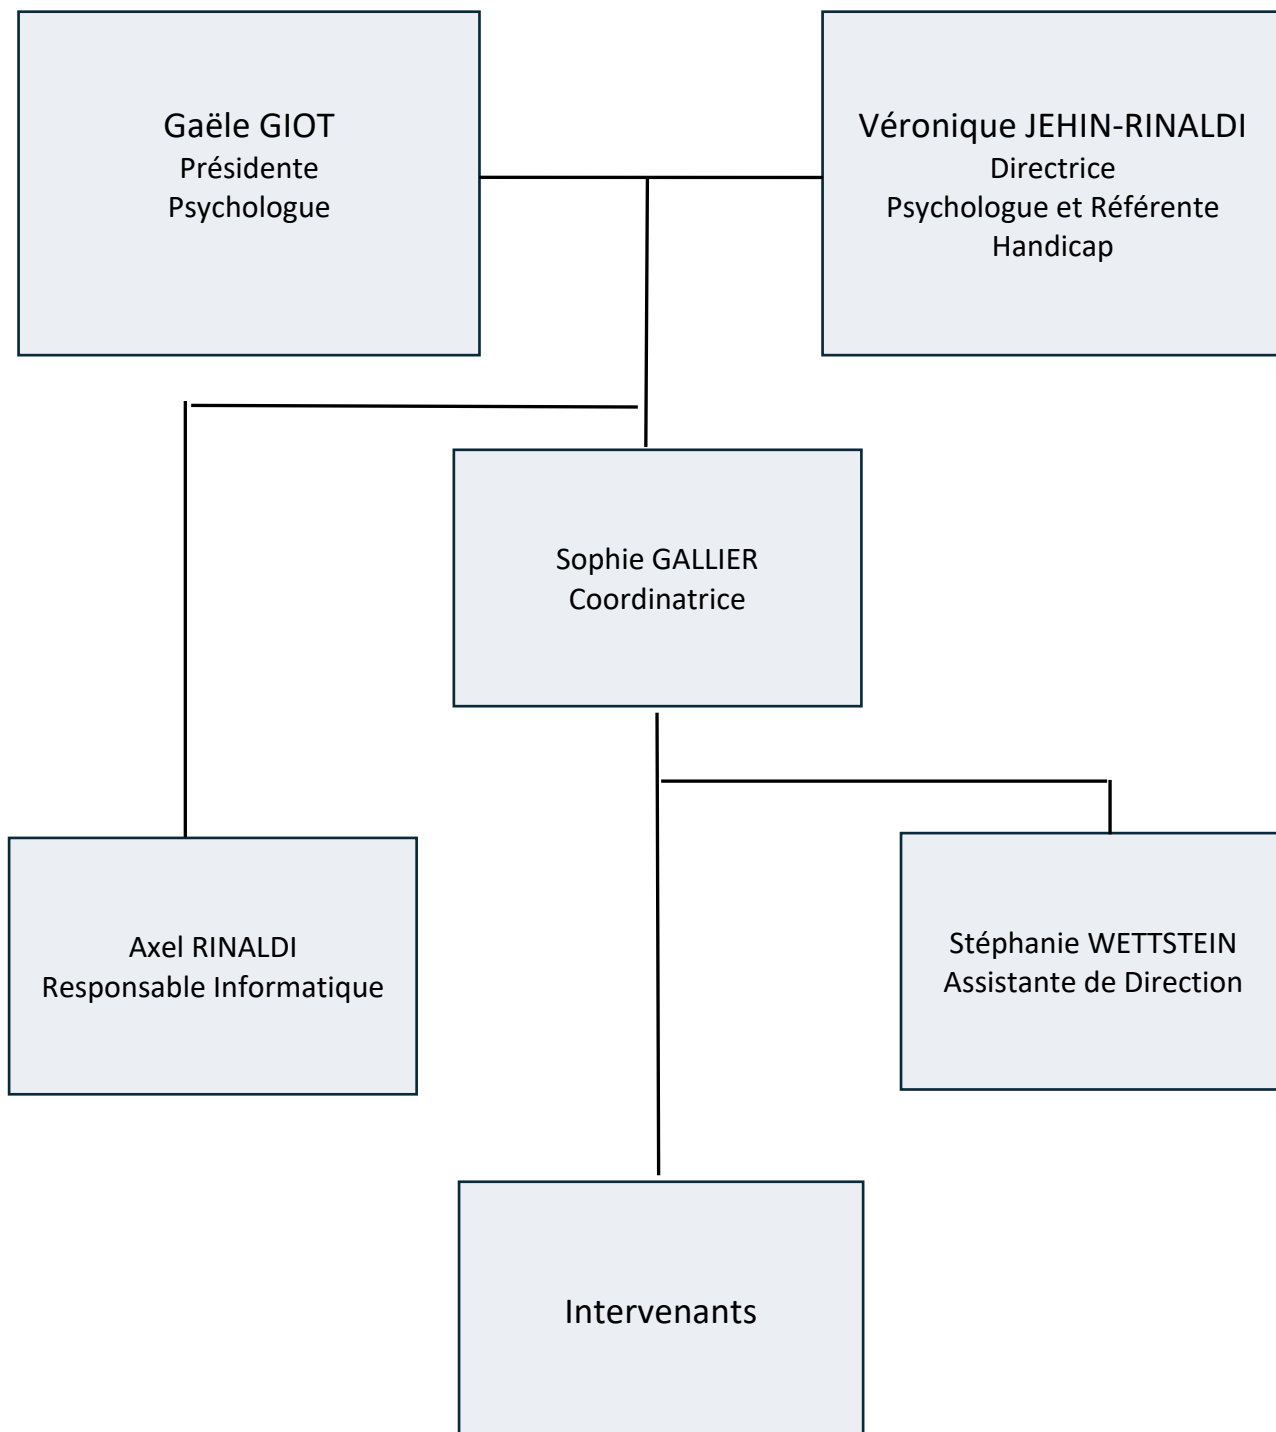 Gaële GIOT
Présidente
Psychologue
Véronique JEHIN-RINALDI
Directrice
Psychologue et Référente
Handicap
Sophie GALLIER
Coordinatrice
Axel RINALDI
Responsable Informatique
Stéphanie WETTSTEIN
Assistante de Direction
Intervenants